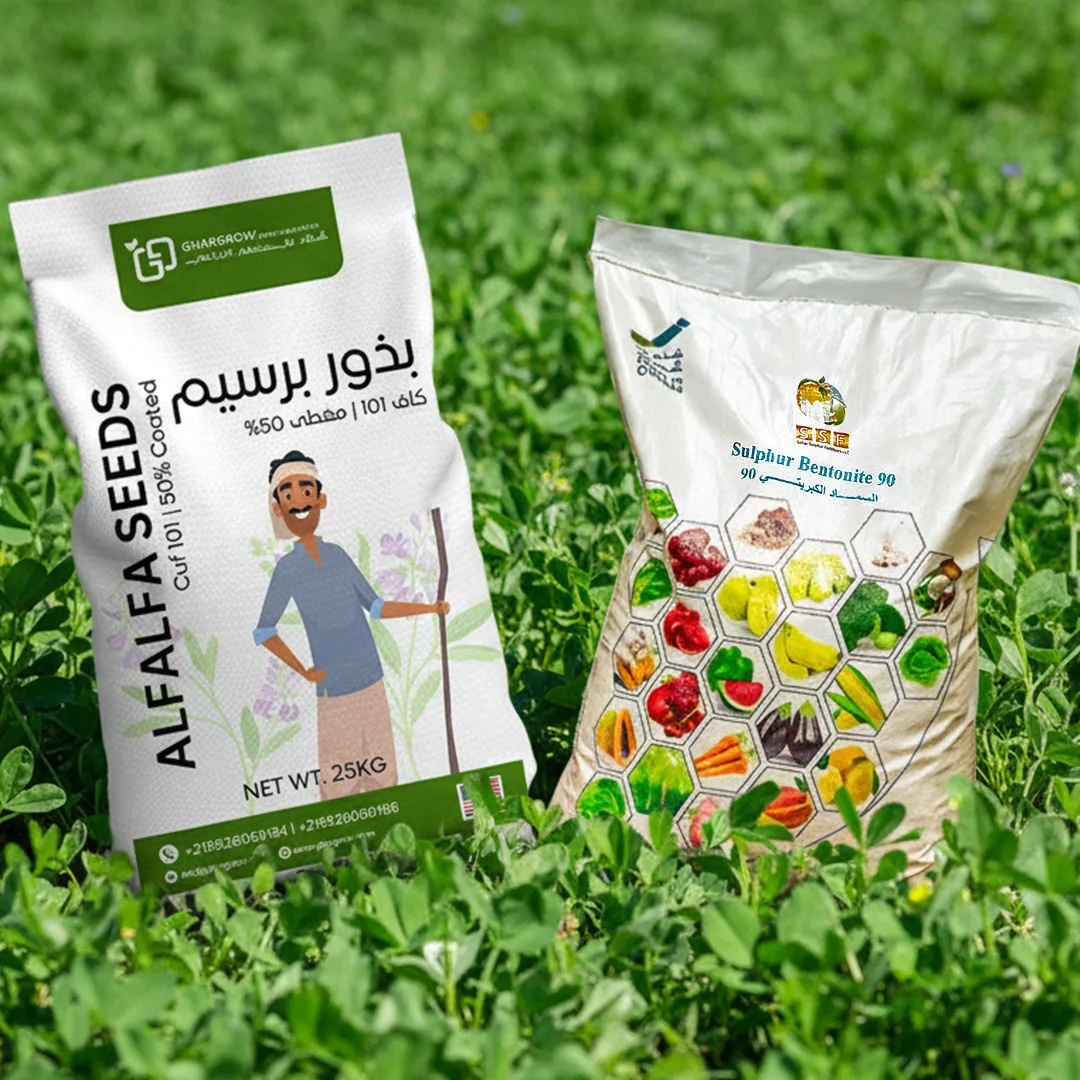 GHARGROW
بذور برسيم
كاف 101 | مغطى 50%
ALFALFA SEEDS
Cuf 101 | 50% Coated
NET WT. 25KG
SSF
Sulphur Bentonite 90
السماد الكبريتي 90